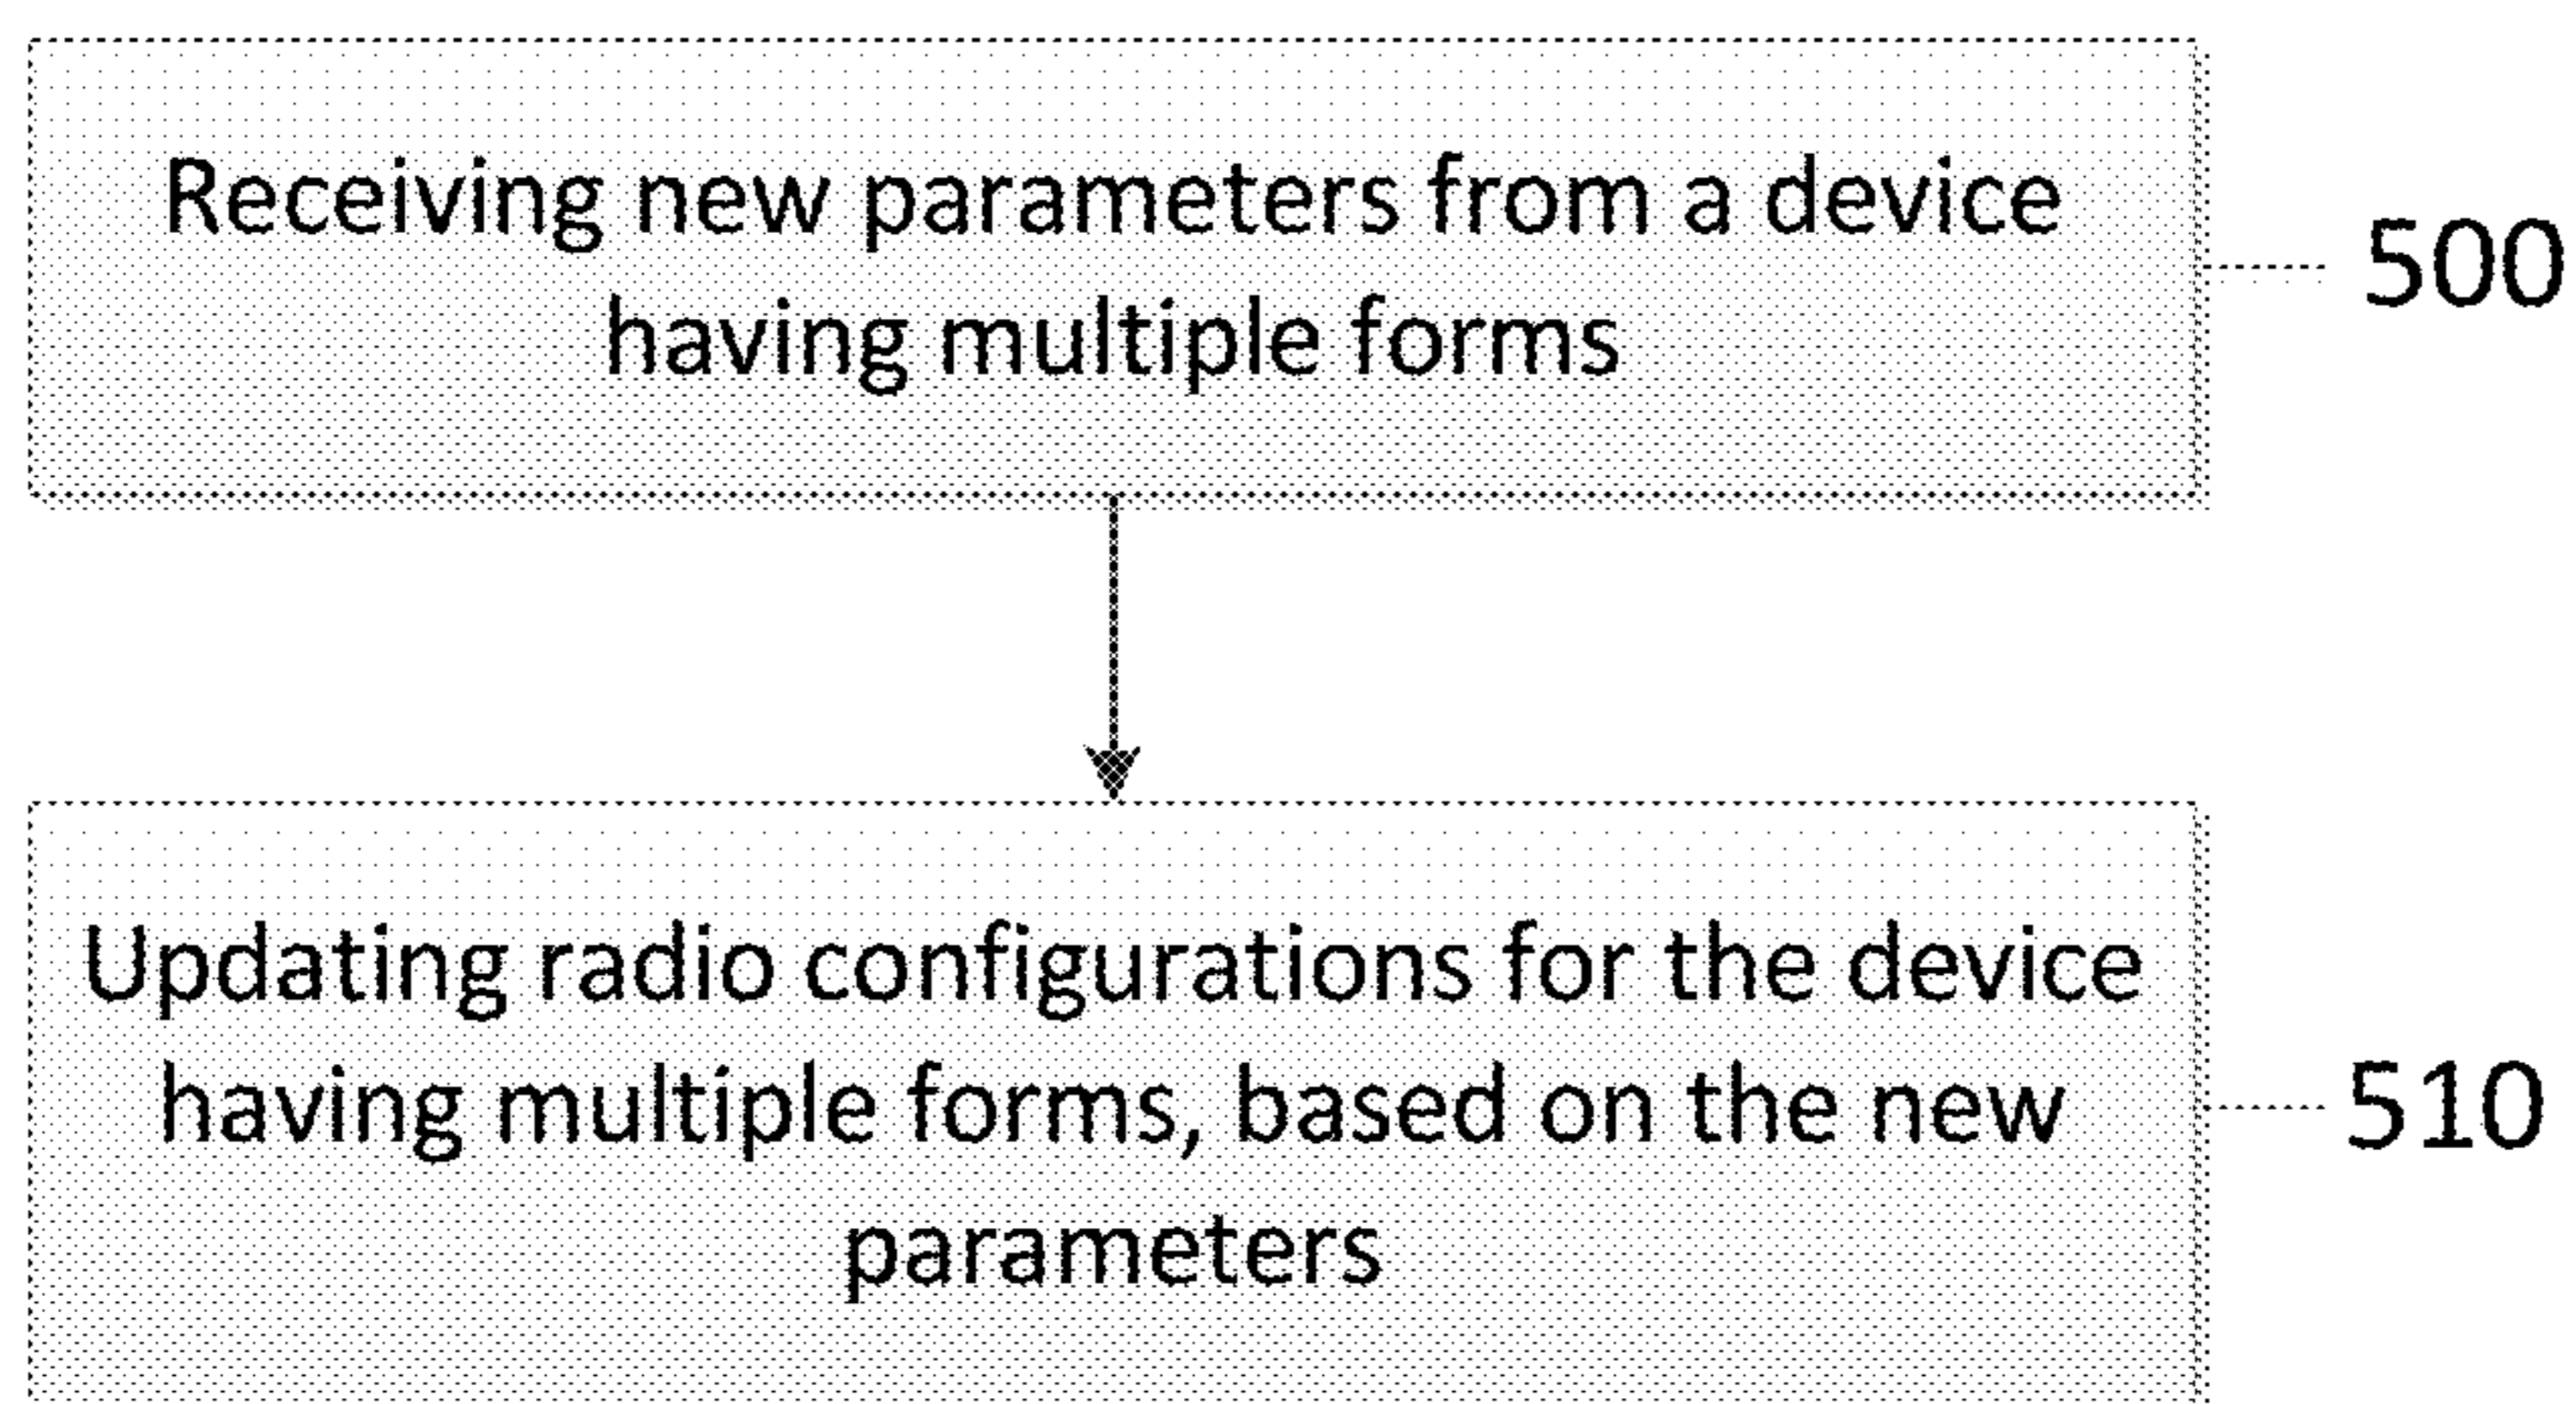 Receiving new parameters from a device
having multiple forms
500
Updating radio configurations for the device
having multiple forms, based on the new
parameters
510